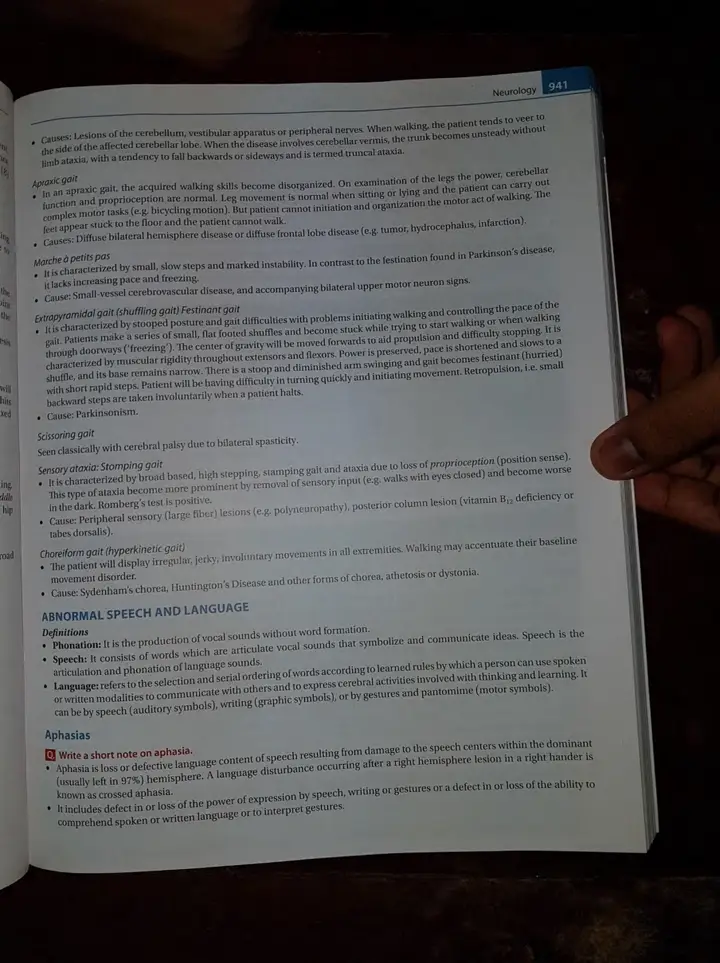 Neurology 941
• Causes: Lesions of the cerebellum, vestibular apparatus or peripheral nerves. When walking, the patient tends to veer to
the side of the affected cerebellar lobe. When the disease involves cerebellar vermis, the trunk becomes unsteady without
limb ataxia, with a tendency to fall backwards or sideways and is termed truncal ataxia.
Apraxic gait
• In an apraxic gait, the acquired walking skills become disorganized. On examination of the legs the power, cerebellar
function and proprioception are normal. Leg movement is normal when sitting or lying and the patient can carry out
complex motor tasks (e.g. bicycling motion). But patient cannot initiation and organization the motor act of walking. The
feet appear stuck to the floor and the patient cannot walk.
• Causes: Diffuse bilateral hemisphere disease or diffuse frontal lobe disease (e.g. tumor, hydrocephalus, infarction).
Marche à petits pas
• It is characterized by small, slow steps and marked instability. In contrast to the festination found in Parkinson's disease,
it lacks increasing pace and freezing.
• Cause: Small-vessel cerebrovascular disease, and accompanying bilateral upper motor neuron signs.
Extrapyramidal gait (shuffling gait) Festinant gait
• It is characterized by stooped posture and gait difficulties with problems initiating walking and controlling the pace of the
gait. Patients make a series of small, flat footed shuffles and become stuck while trying to start walking or when walking
through doorways ('freezing'). The center of gravity will be moved forwards to aid propulsion and difficulty stopping. It is
characterized by muscular rigidity throughout extensors and flexors. Power is preserved, pace is shortened and slows to a
shuffle, and its base remains narrow. There is a stoop and diminished arm swinging and gait becomes festinant (hurried)
with short rapid steps. Patient will be having difficulty in turning quickly and initiating movement. Retropulsion, i.e. small
backward steps are taken involuntarily when a patient halts.
• Cause: Parkinsonism.
Scissoring gait
Seen classically with cerebral palsy due to bilateral spasticity.
Sensory ataxia: Stomping gait
• It is characterized by broad based, high stepping, stamping gait and ataxia due to loss of proprioception (position sense).
This type of ataxia become more prominent by removal of sensory input (e.g. walks with eyes closed) and become worse
in the dark. Romberg's test is positive.
• Cause: Peripheral sensory (large fiber) lesions (e.g. polyneuropathy), posterior column lesion (vitamin B12 deficiency or
tabes dorsalis).
Choreiform gait (hyperkinetic gait)
• The patient will display irregular, jerky, involuntary movements in all extremities. Walking may accentuate their baseline
movement disorder.
• Cause: Sydenham's chorea, Huntington's Disease and other forms of chorea, athetosis or dystonia.
ABNORMAL SPEECH AND LANGUAGE
Definitions
• Phonation: It is the production of vocal sounds without word formation.
• Speech: It consists of words which are articulate vocal sounds that symbolize and communicate ideas. Speech is the
articulation and phonation of language sounds.
• Language: refers to the selection and serial ordering of words according to learned rules by which a person can use spoken
or written modalities to communicate with others and to express cerebral activities involved with thinking and learning. It
can be by speech (auditory symbols), writing (graphic symbols), or by gestures and pantomime (motor symbols).
Aphasias
Q Write a short note on aphasia.
• Aphasia is loss or defective language content of speech resulting from damage to the speech centers within the dominant
(usually left in 97%) hemisphere. A language disturbance occurring after a right hemisphere lesion in a right hander is
known as crossed aphasia.
• It includes defect in or loss of the power of expression by speech, writing or gestures or a defect in or loss of the ability to
comprehend spoken or written language or to interpret gestures.